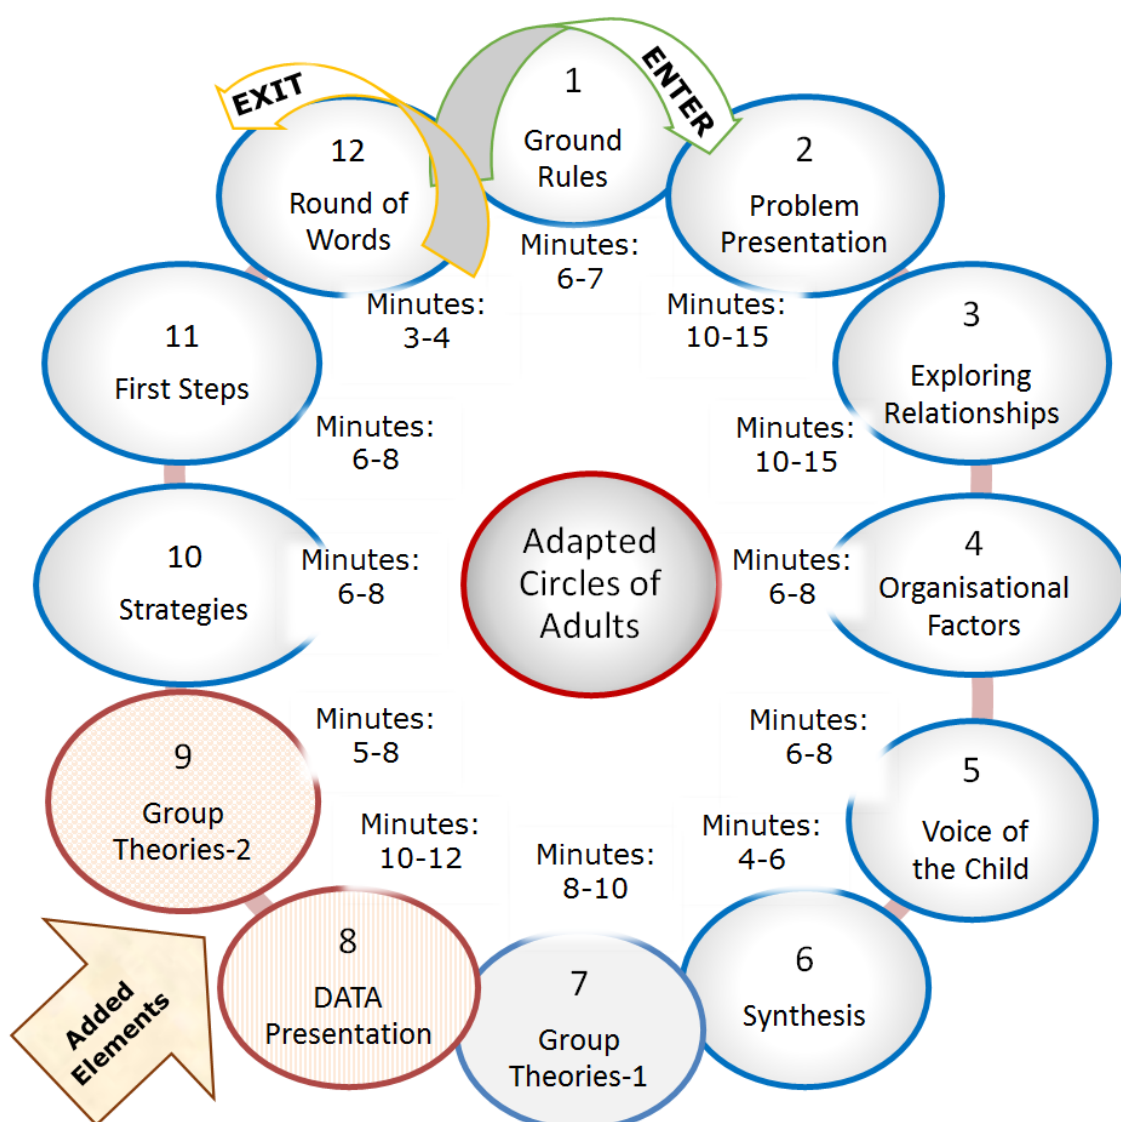 EXIT
ENTER
1
Ground
Rules
Minutes:
6-7
2
Problem
Presentation
Minutes:
10-15
3
Exploring
Relationships
Minutes:
10-15
4
Organisational
Factors
Minutes:
6-8
5
Voice of
the Child
Minutes:
6-8
6
Synthesis
Minutes:
4-6
7
Group
Theories-1
Minutes:
8-10
8
DATA
Presentation
Minutes:
10-12
9
Group
Theories-2
Minutes:
5-8
10
Strategies
Minutes:
6-8
11
First Steps
Minutes:
6-8
12
Round of
Words
Minutes:
3-4
Adapted
Circles of
Adults
Added
Elements